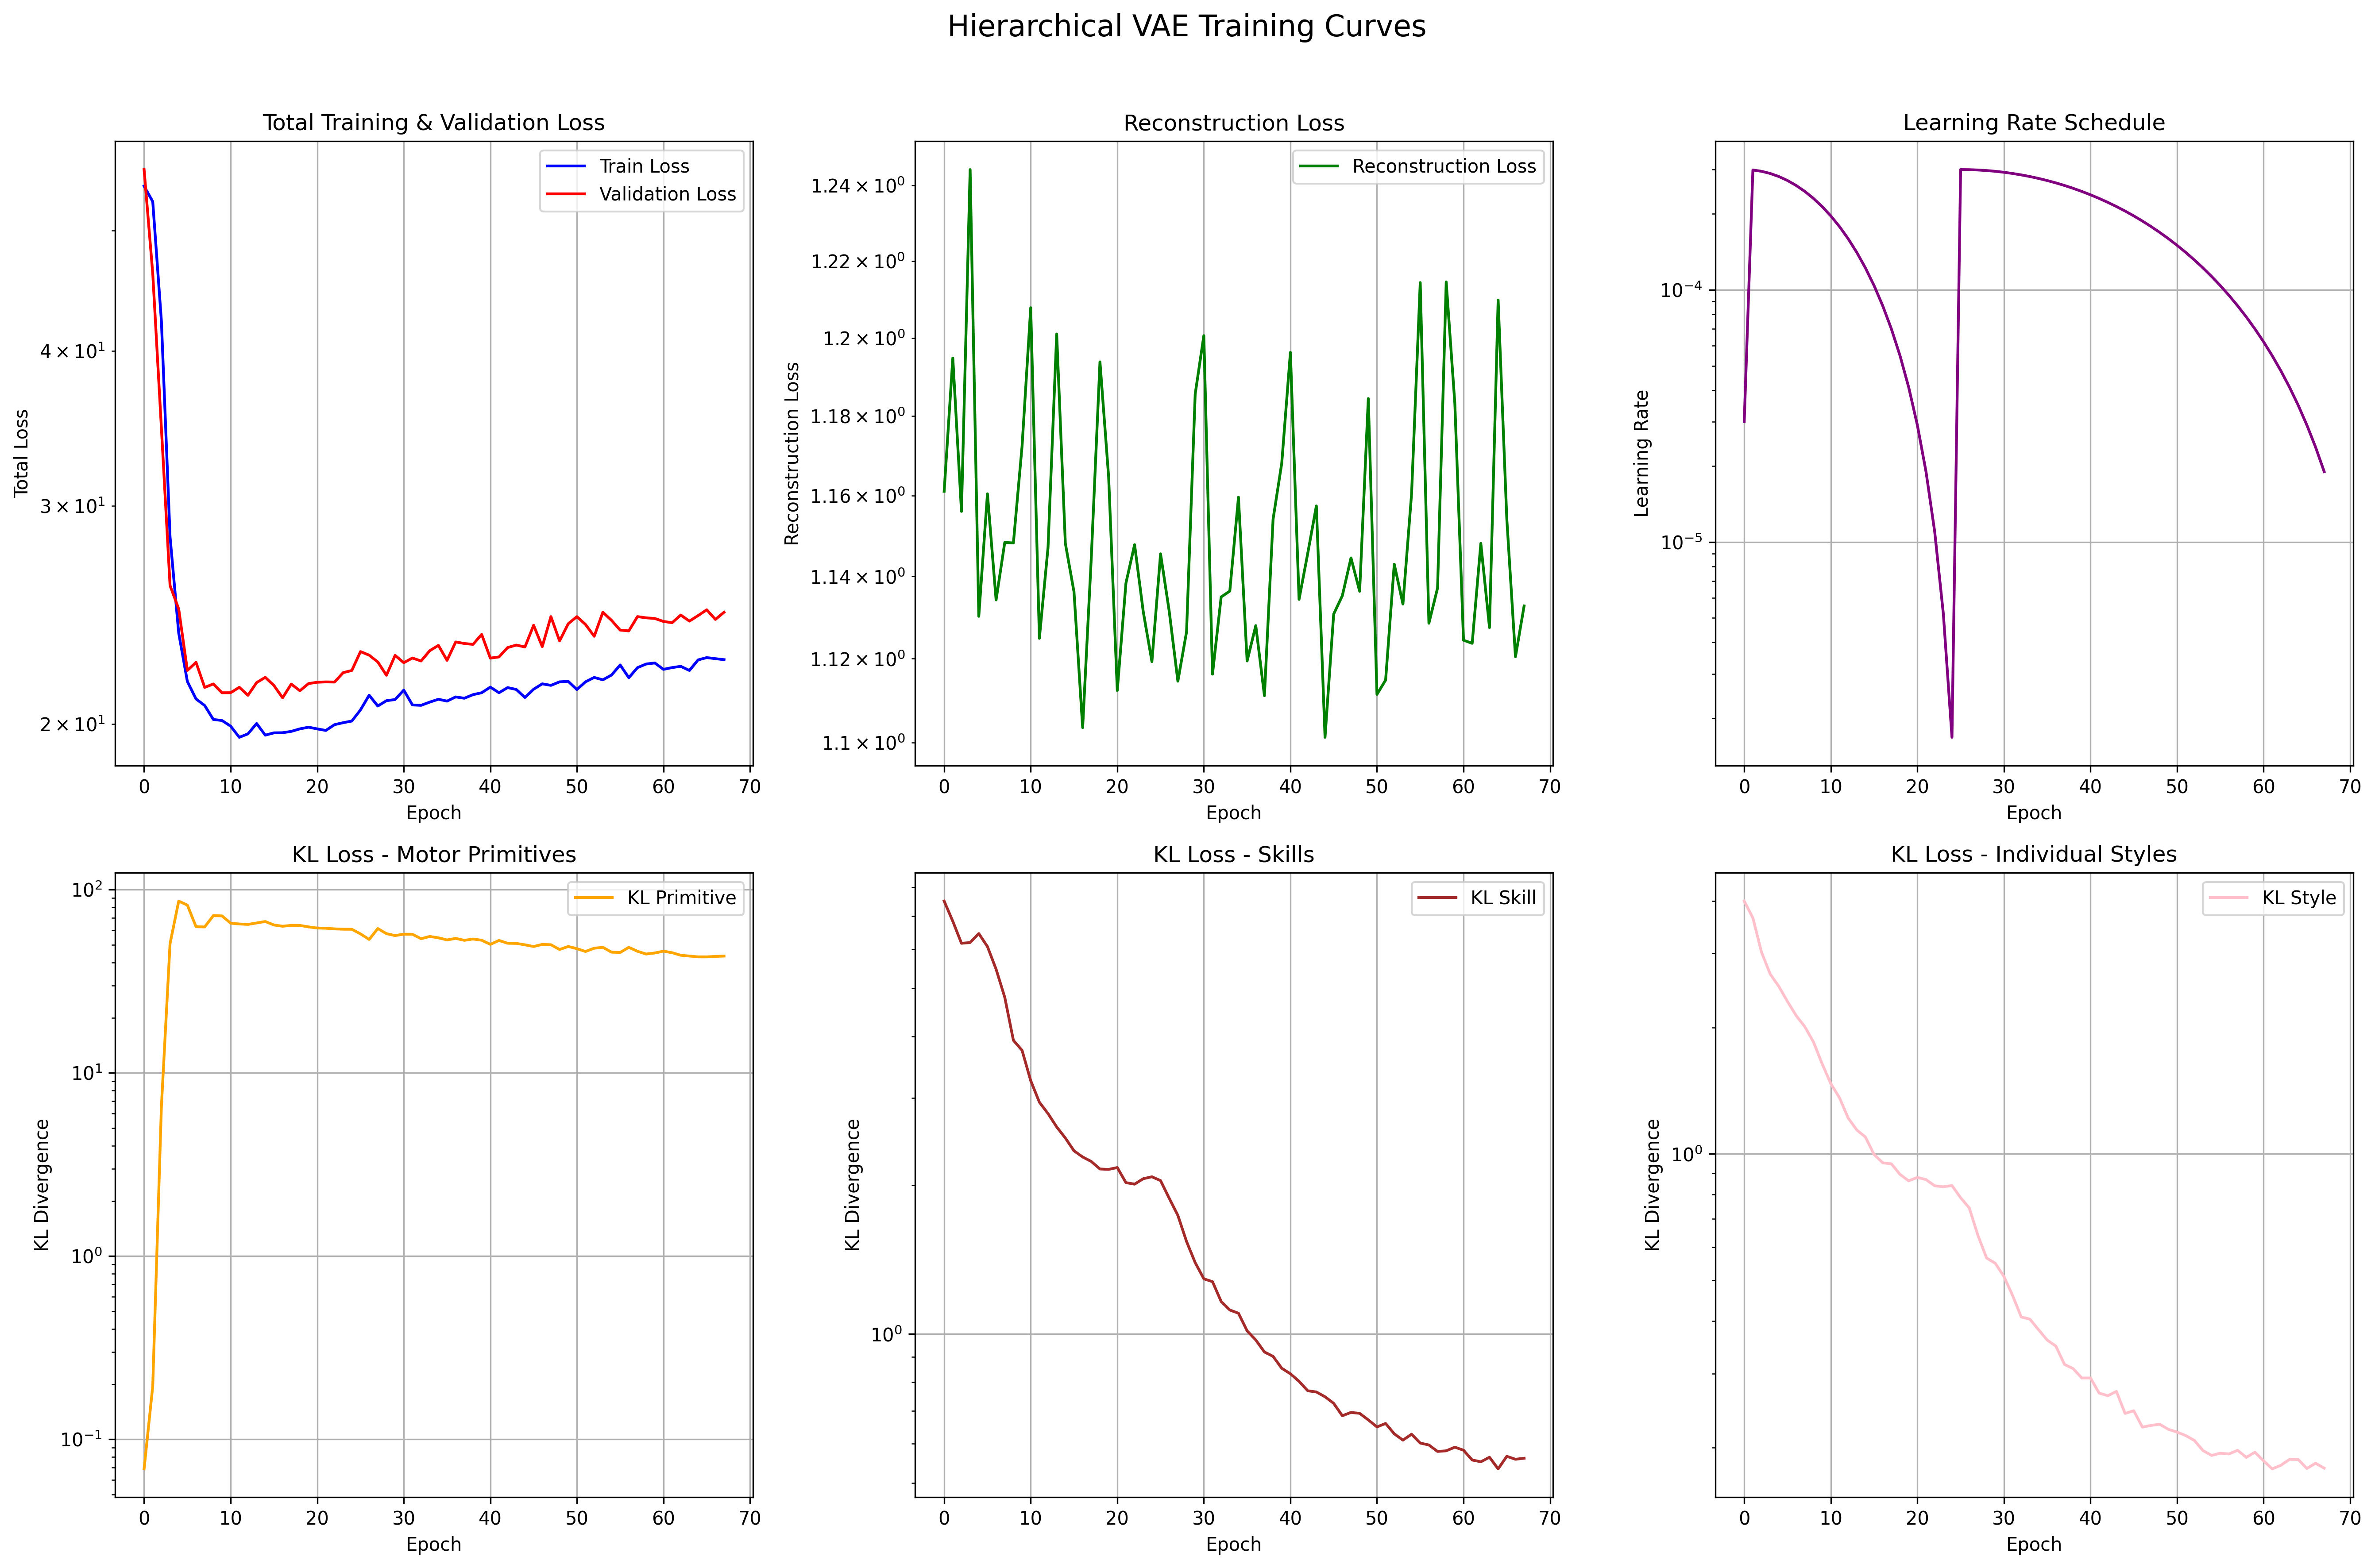 Hierarchical VAE Training Curves
Total Training & Validation Loss
Train Loss
Validation Loss
Total Loss
4 × 10¹
3 × 10¹
2 × 10¹
0 10 20 30 40 50 60 70
Epoch
Reconstruction Loss
Reconstruction Loss
Reconstruction Loss
1.24 × 10⁰
1.22 × 10⁰
1.2 × 10⁰
1.18 × 10⁰
1.16 × 10⁰
1.14 × 10⁰
1.12 × 10⁰
1.1 × 10⁰
0 10 20 30 40 50 60 70
Epoch
Learning Rate Schedule
Learning Rate
10⁻⁴
10⁻⁵
0 10 20 30 40 50 60 70
Epoch
KL Loss - Motor Primitives
KL Primitive
KL Divergence
10²
10¹
10⁰
10⁻¹
0 10 20 30 40 50 60 70
Epoch
KL Loss - Skills
KL Skill
KL Divergence
10⁰
0 10 20 30 40 50 60 70
Epoch
KL Loss - Individual Styles
KL Style
KL Divergence
10⁰
0 10 20 30 40 50 60 70
Epoch